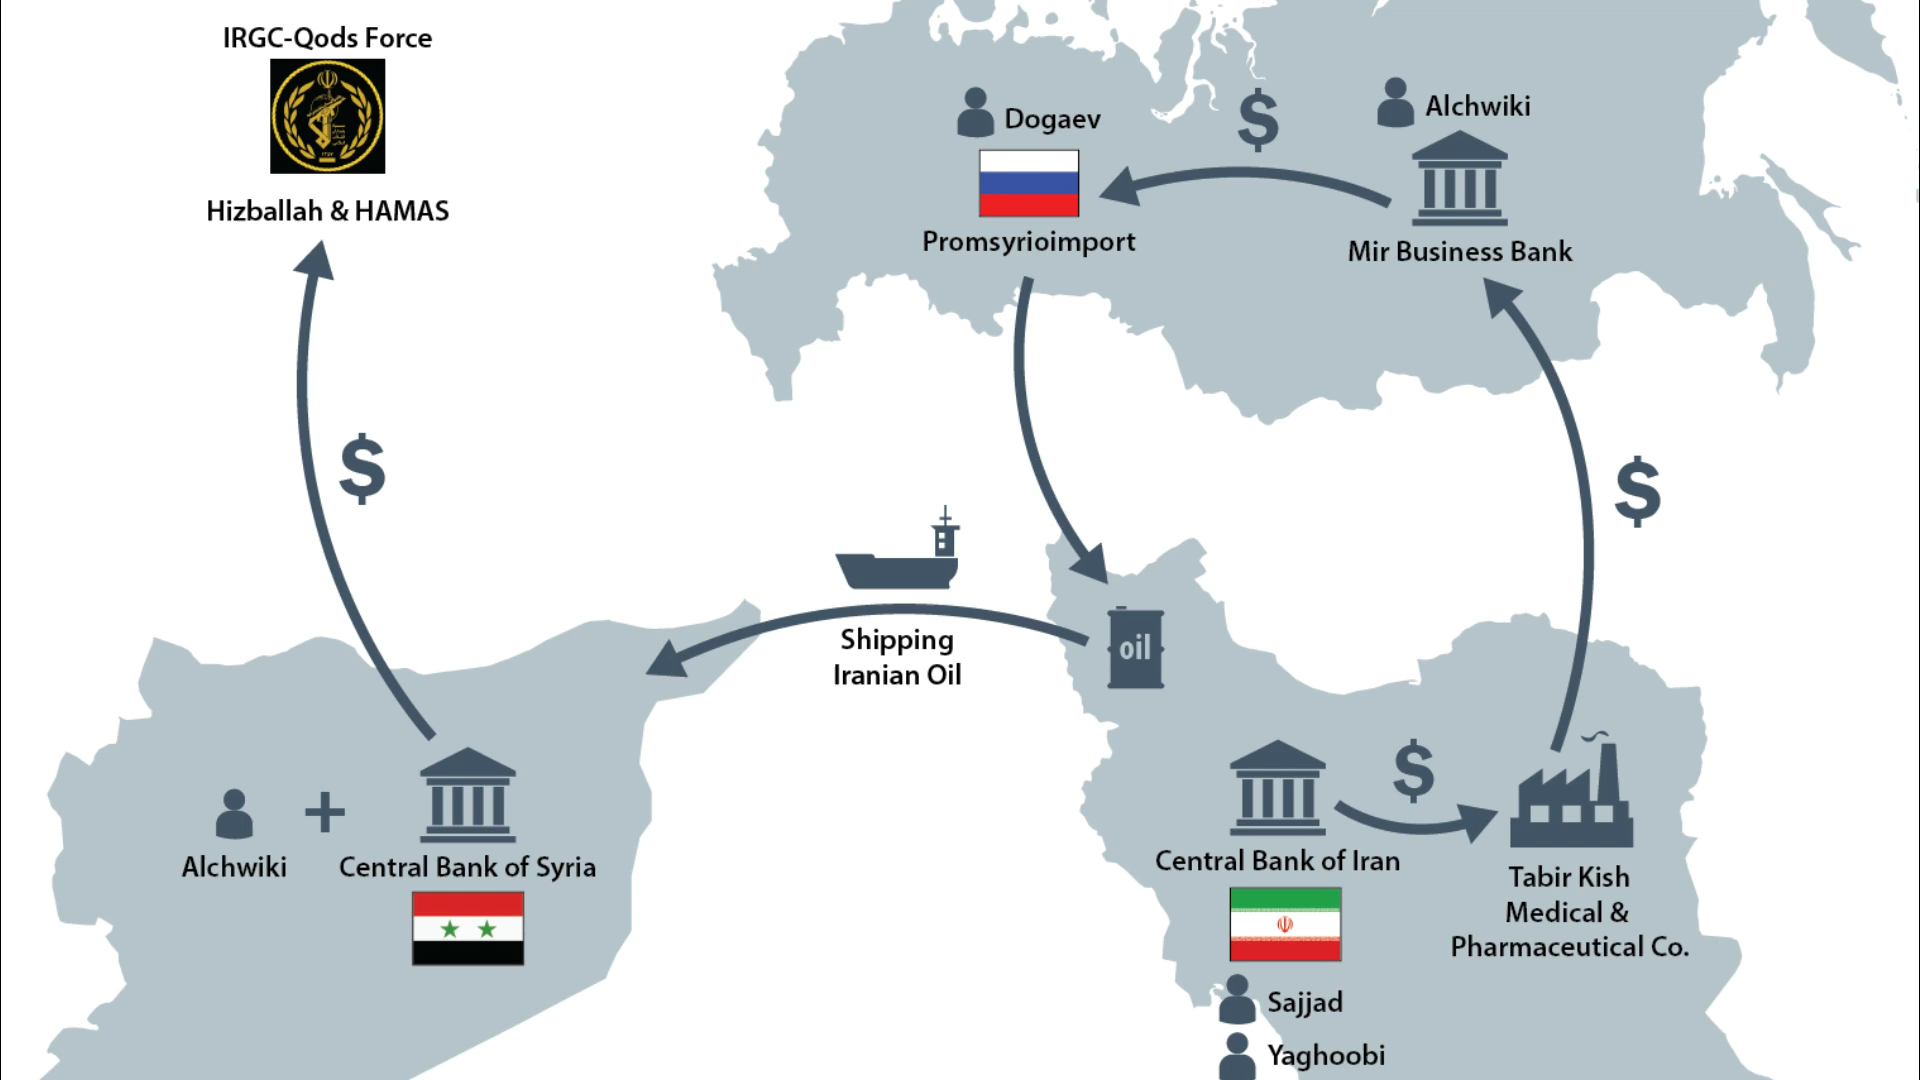 IRGC-Qods Force
Hizballah & HAMAS
$
Dogaev
Promsyrioimport
$
Alchwiki
Mir Business Bank
$
Shipping
Iranian Oil
oil
Alchwiki
+
Central Bank of Syria
Central Bank of Iran
$
Tabir Kish
Medical &
Pharmaceutical Co.
Sajjad
Yaghoobi